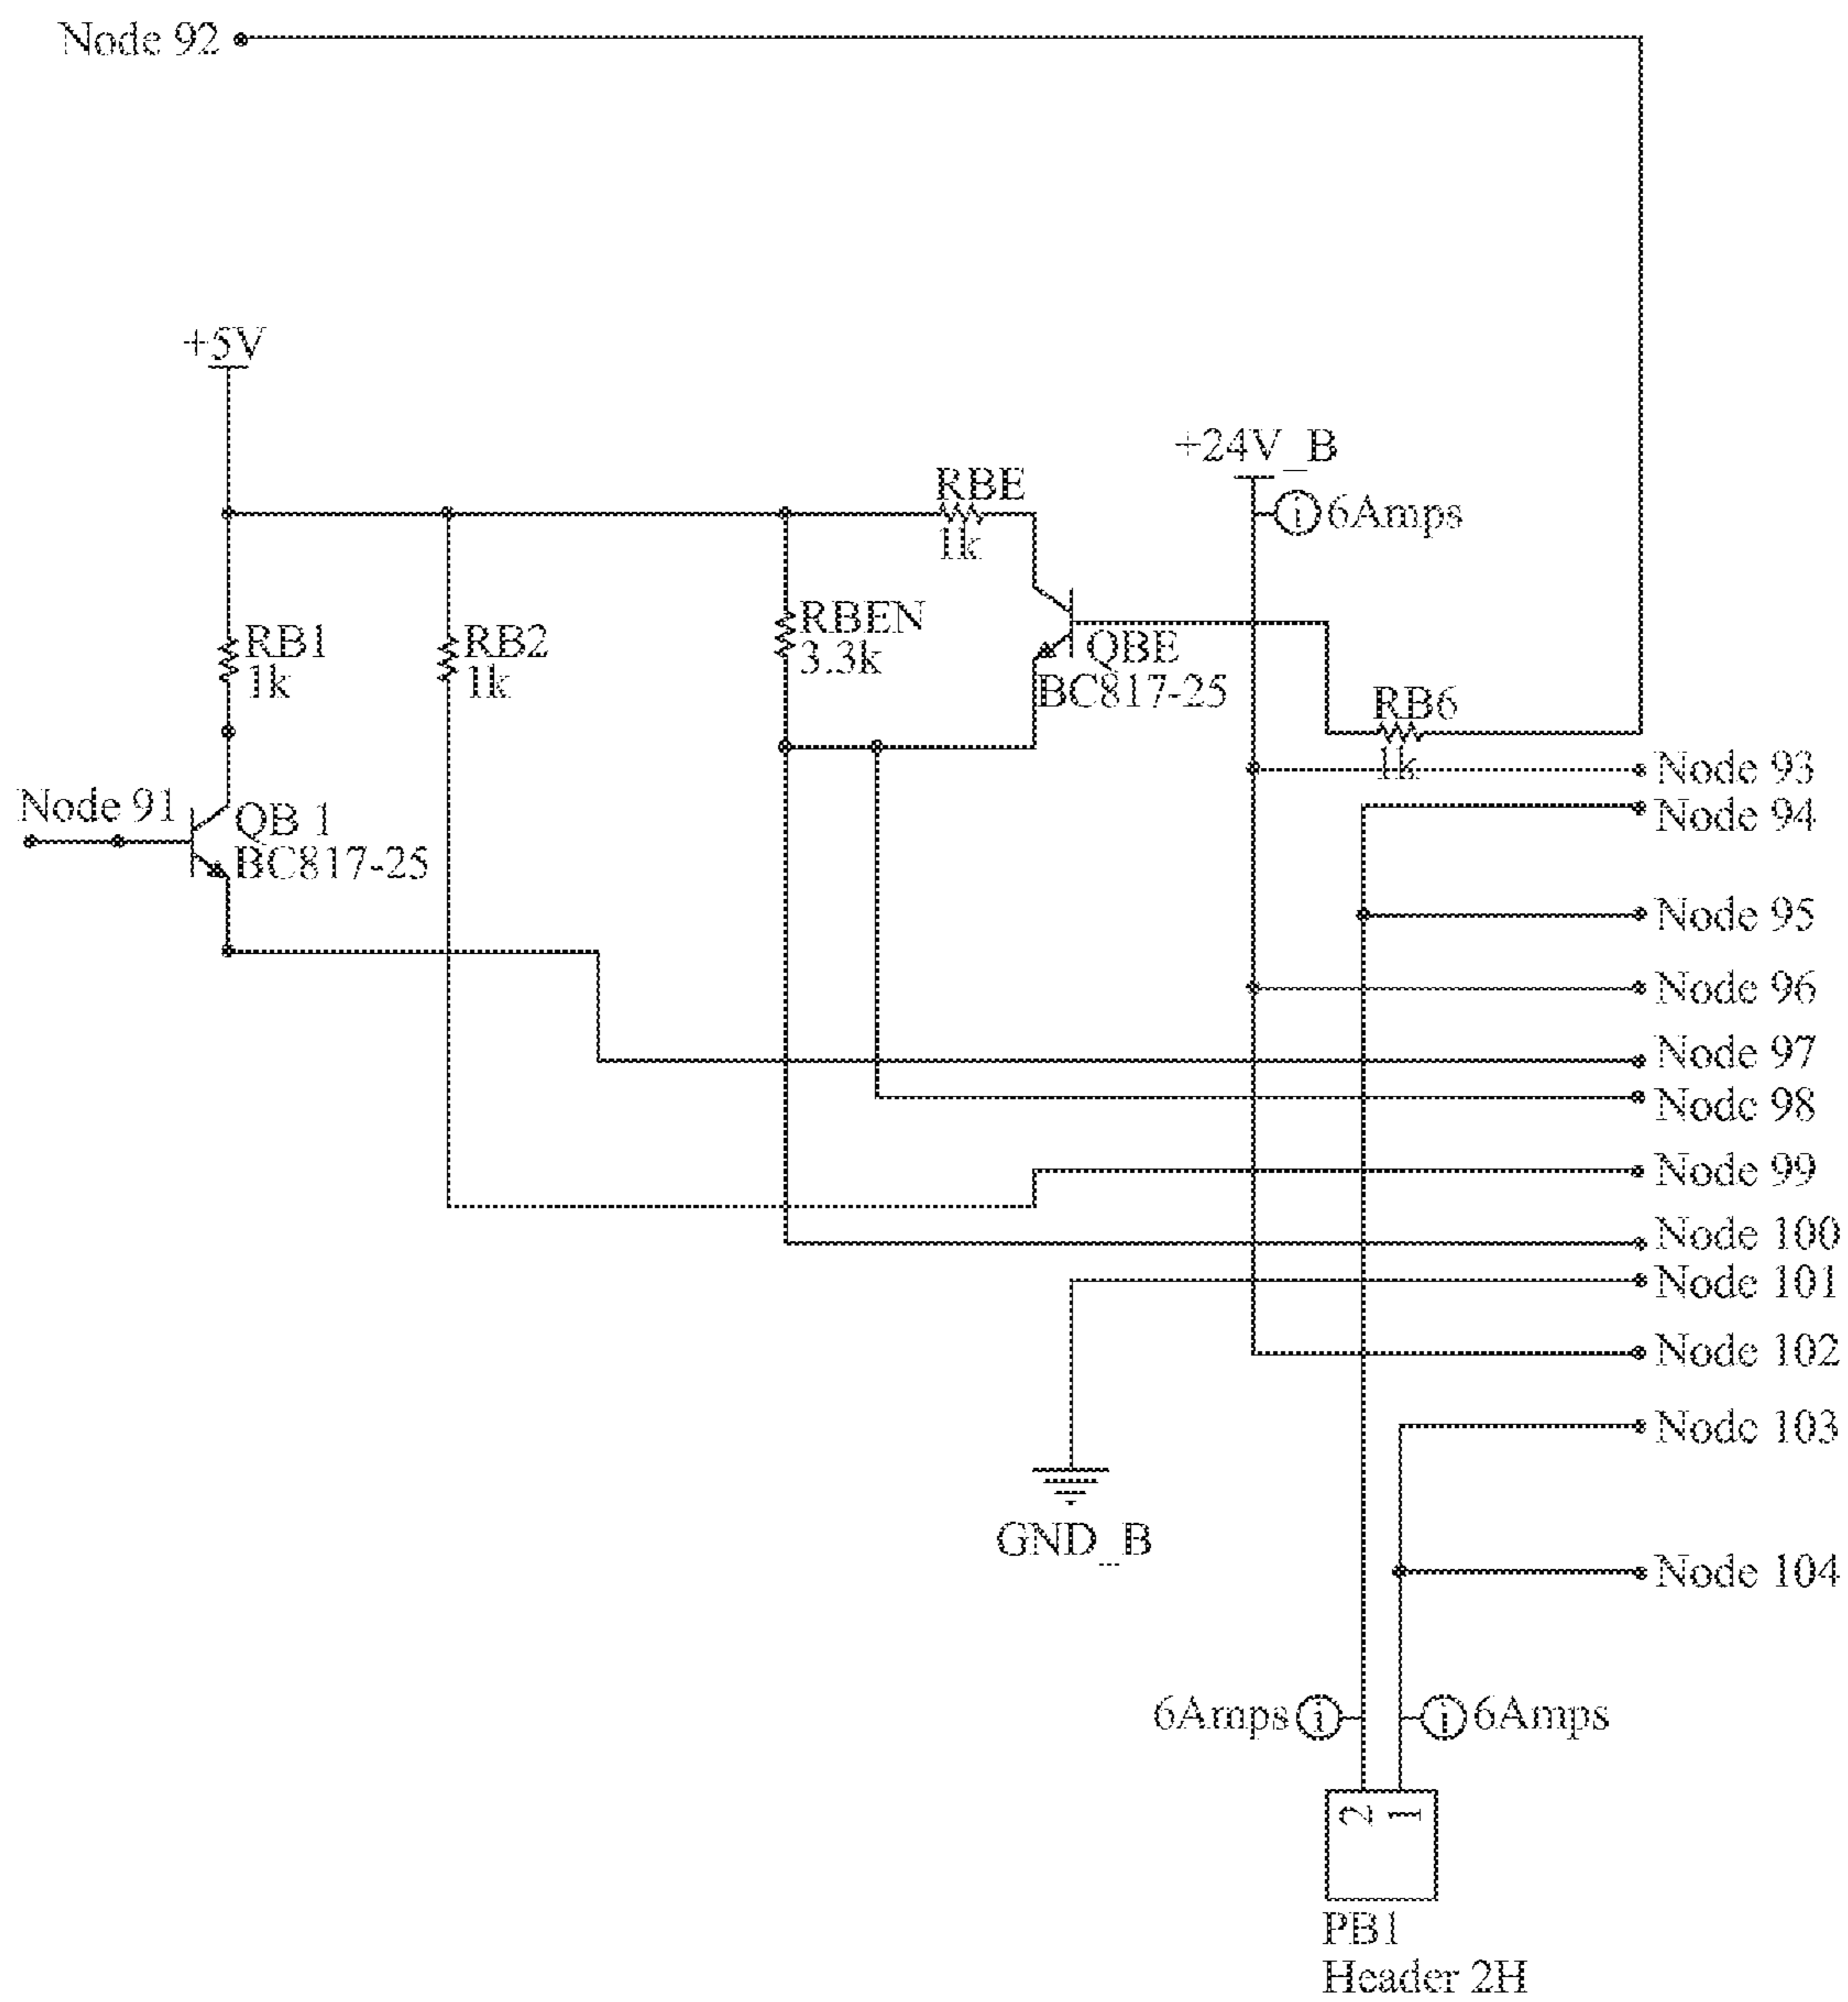 Node 92
+5V
+24V_B
RBE
1k
i 6Amps
RB1
1k
RB2
1k
RBEN
3.3k
QBE
BC817-25
RB6
1k
Node 93
Node 91
QB 1
BC817-25
Node 94
Node 95
Node 96
Node 97
Node 98
Node 99
Node 100
Node 101
Node 102
Node 103
GND_B
Node 104
6Amps i
i 6Amps
2
1
PB1
Header 2H